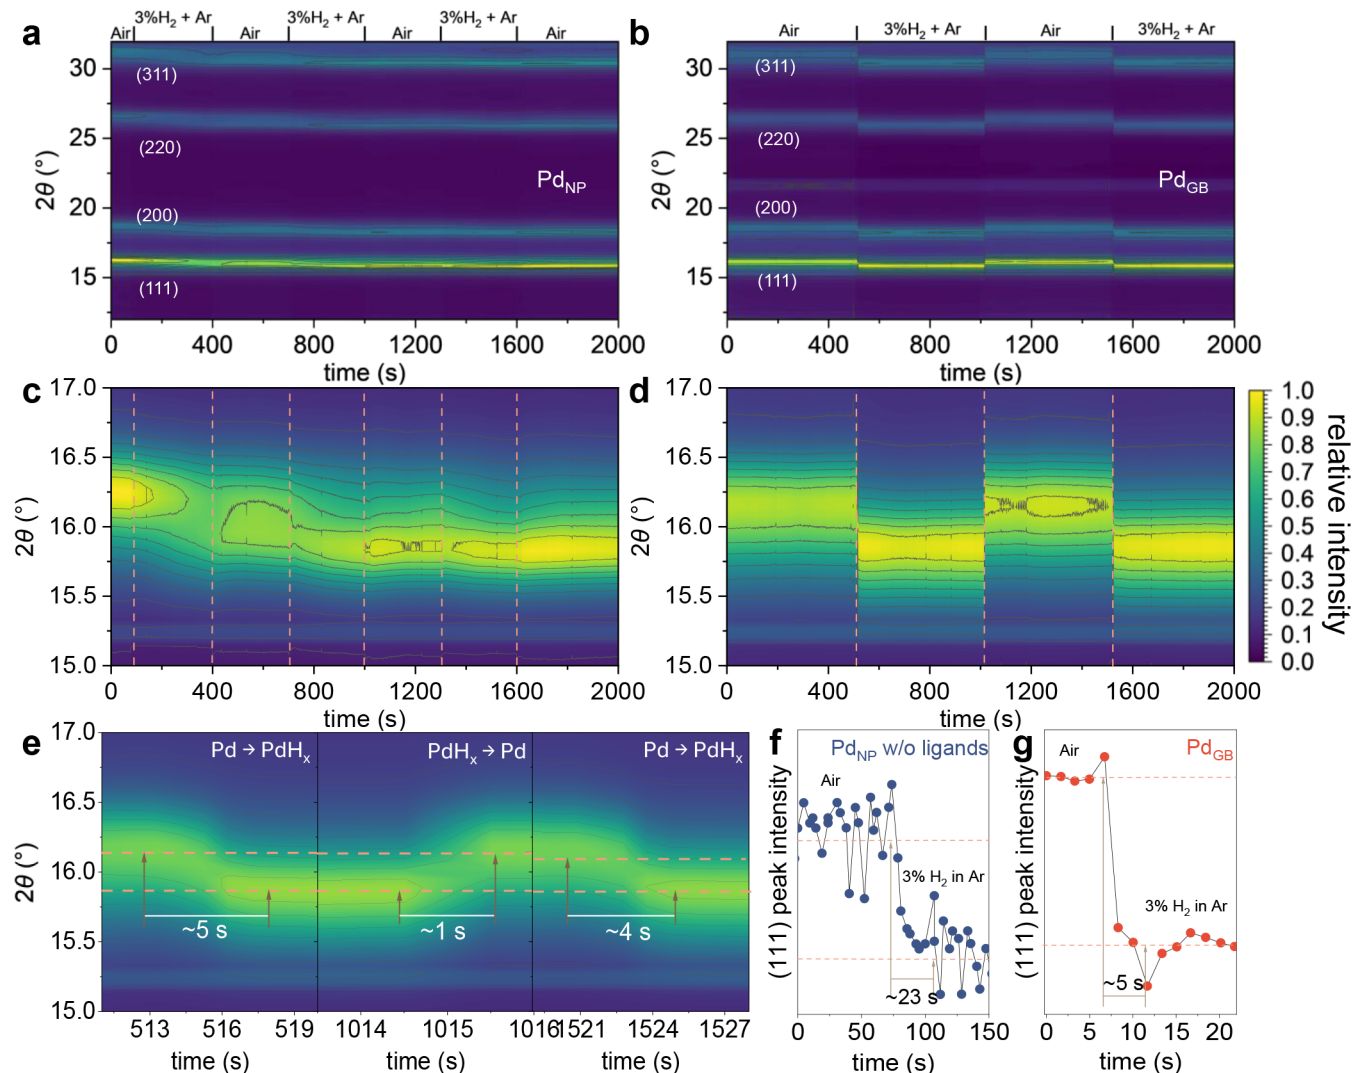 a
3%H₂ + Ar
3%H₂ + Ar
3%H₂ + Ar
Air
Air
Air
Air
30
25
20
15
2θ (°)
(311)
(220)
(200)
(111)
Pd_NP
0
400
800
1200
1600
2000
time (s)
b
Air
3%H₂ + Ar
Air
3%H₂ + Ar
30
25
20
15
2θ (°)
(311)
(220)
(200)
(111)
Pd_GB
0
400
800
1200
1600
2000
time (s)
c
17.0
16.5
16.0
15.5
15.0
2θ (°)
0
400
800
1200
1600
2000
time (s)
d
17.0
16.5
16.0
15.5
15.0
2θ (°)
0
400
800
1200
1600
2000
time (s)
1.0
0.9
0.8
0.7
0.6
0.5
0.4
0.3
0.2
0.1
0.0
relative intensity
e
17.0
16.5
16.0
15.5
15.0
2θ (°)
Pd → PdHₓ
PdHₓ → Pd
Pd → PdHₓ
~5 s
~1 s
~4 s
513
516
519
1014
1015
1016
1521
1524
1527
time (s)
time (s)
time (s)
f
Pd_NP w/o ligands
Air
3% H₂ in Ar
~23 s
(111) peak intensity
0
50
100
150
time (s)
g
Air
Pd_GB
3% H₂ in Ar
~5 s
(111) peak intensity
0
5
10
15
20
time (s)